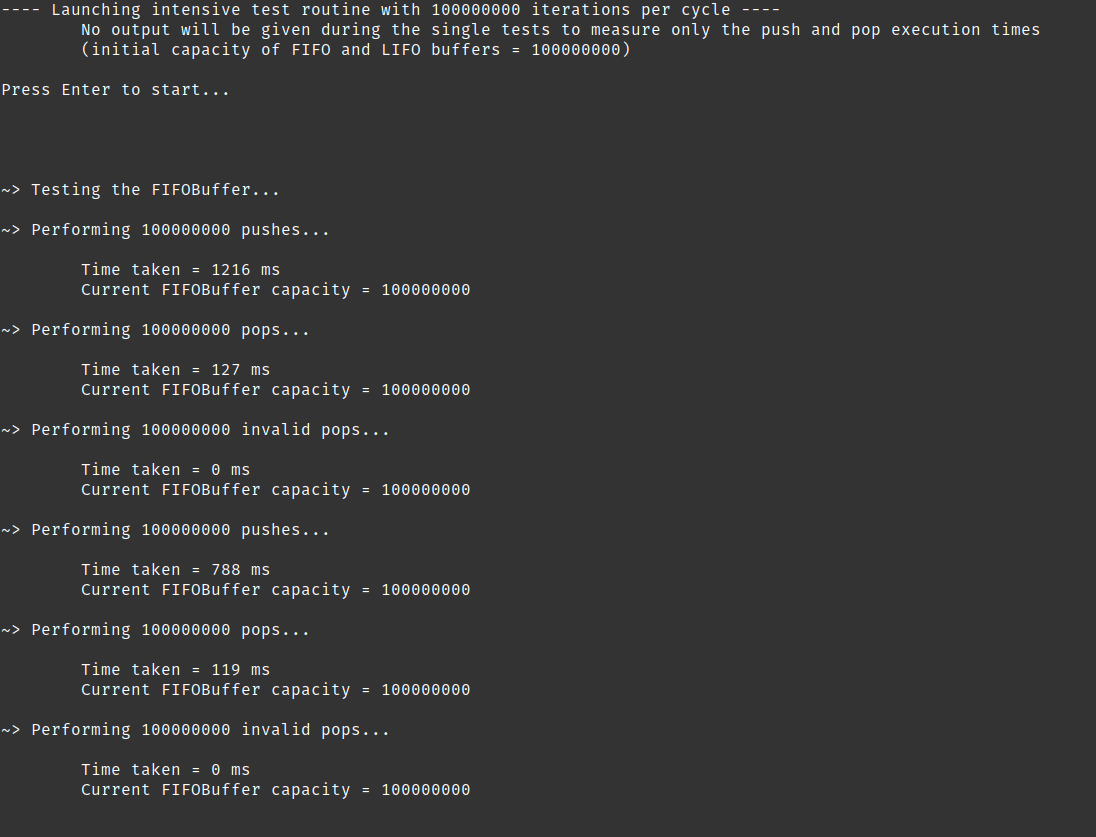 ---- Launching intensive test routine with 100000000 iterations per cycle ----
No output will be given during the single tests to measure only the push and pop execution times
(initial capacity of FIFO and LIFO buffers = 100000000)
Press Enter to start...
~> Testing the FIFOBuffer...
~> Performing 100000000 pushes...
Time taken = 1216 ms
Current FIFOBuffer capacity = 100000000
~> Performing 100000000 pops...
Time taken = 127 ms
Current FIFOBuffer capacity = 100000000
~> Performing 100000000 invalid pops...
Time taken = 0 ms
Current FIFOBuffer capacity = 100000000
~> Performing 100000000 pushes...
Time taken = 788 ms
Current FIFOBuffer capacity = 100000000
~> Performing 100000000 pops...
Time taken = 119 ms
Current FIFOBuffer capacity = 100000000
~> Performing 100000000 invalid pops...
Time taken = 0 ms
Current FIFOBuffer capacity = 100000000